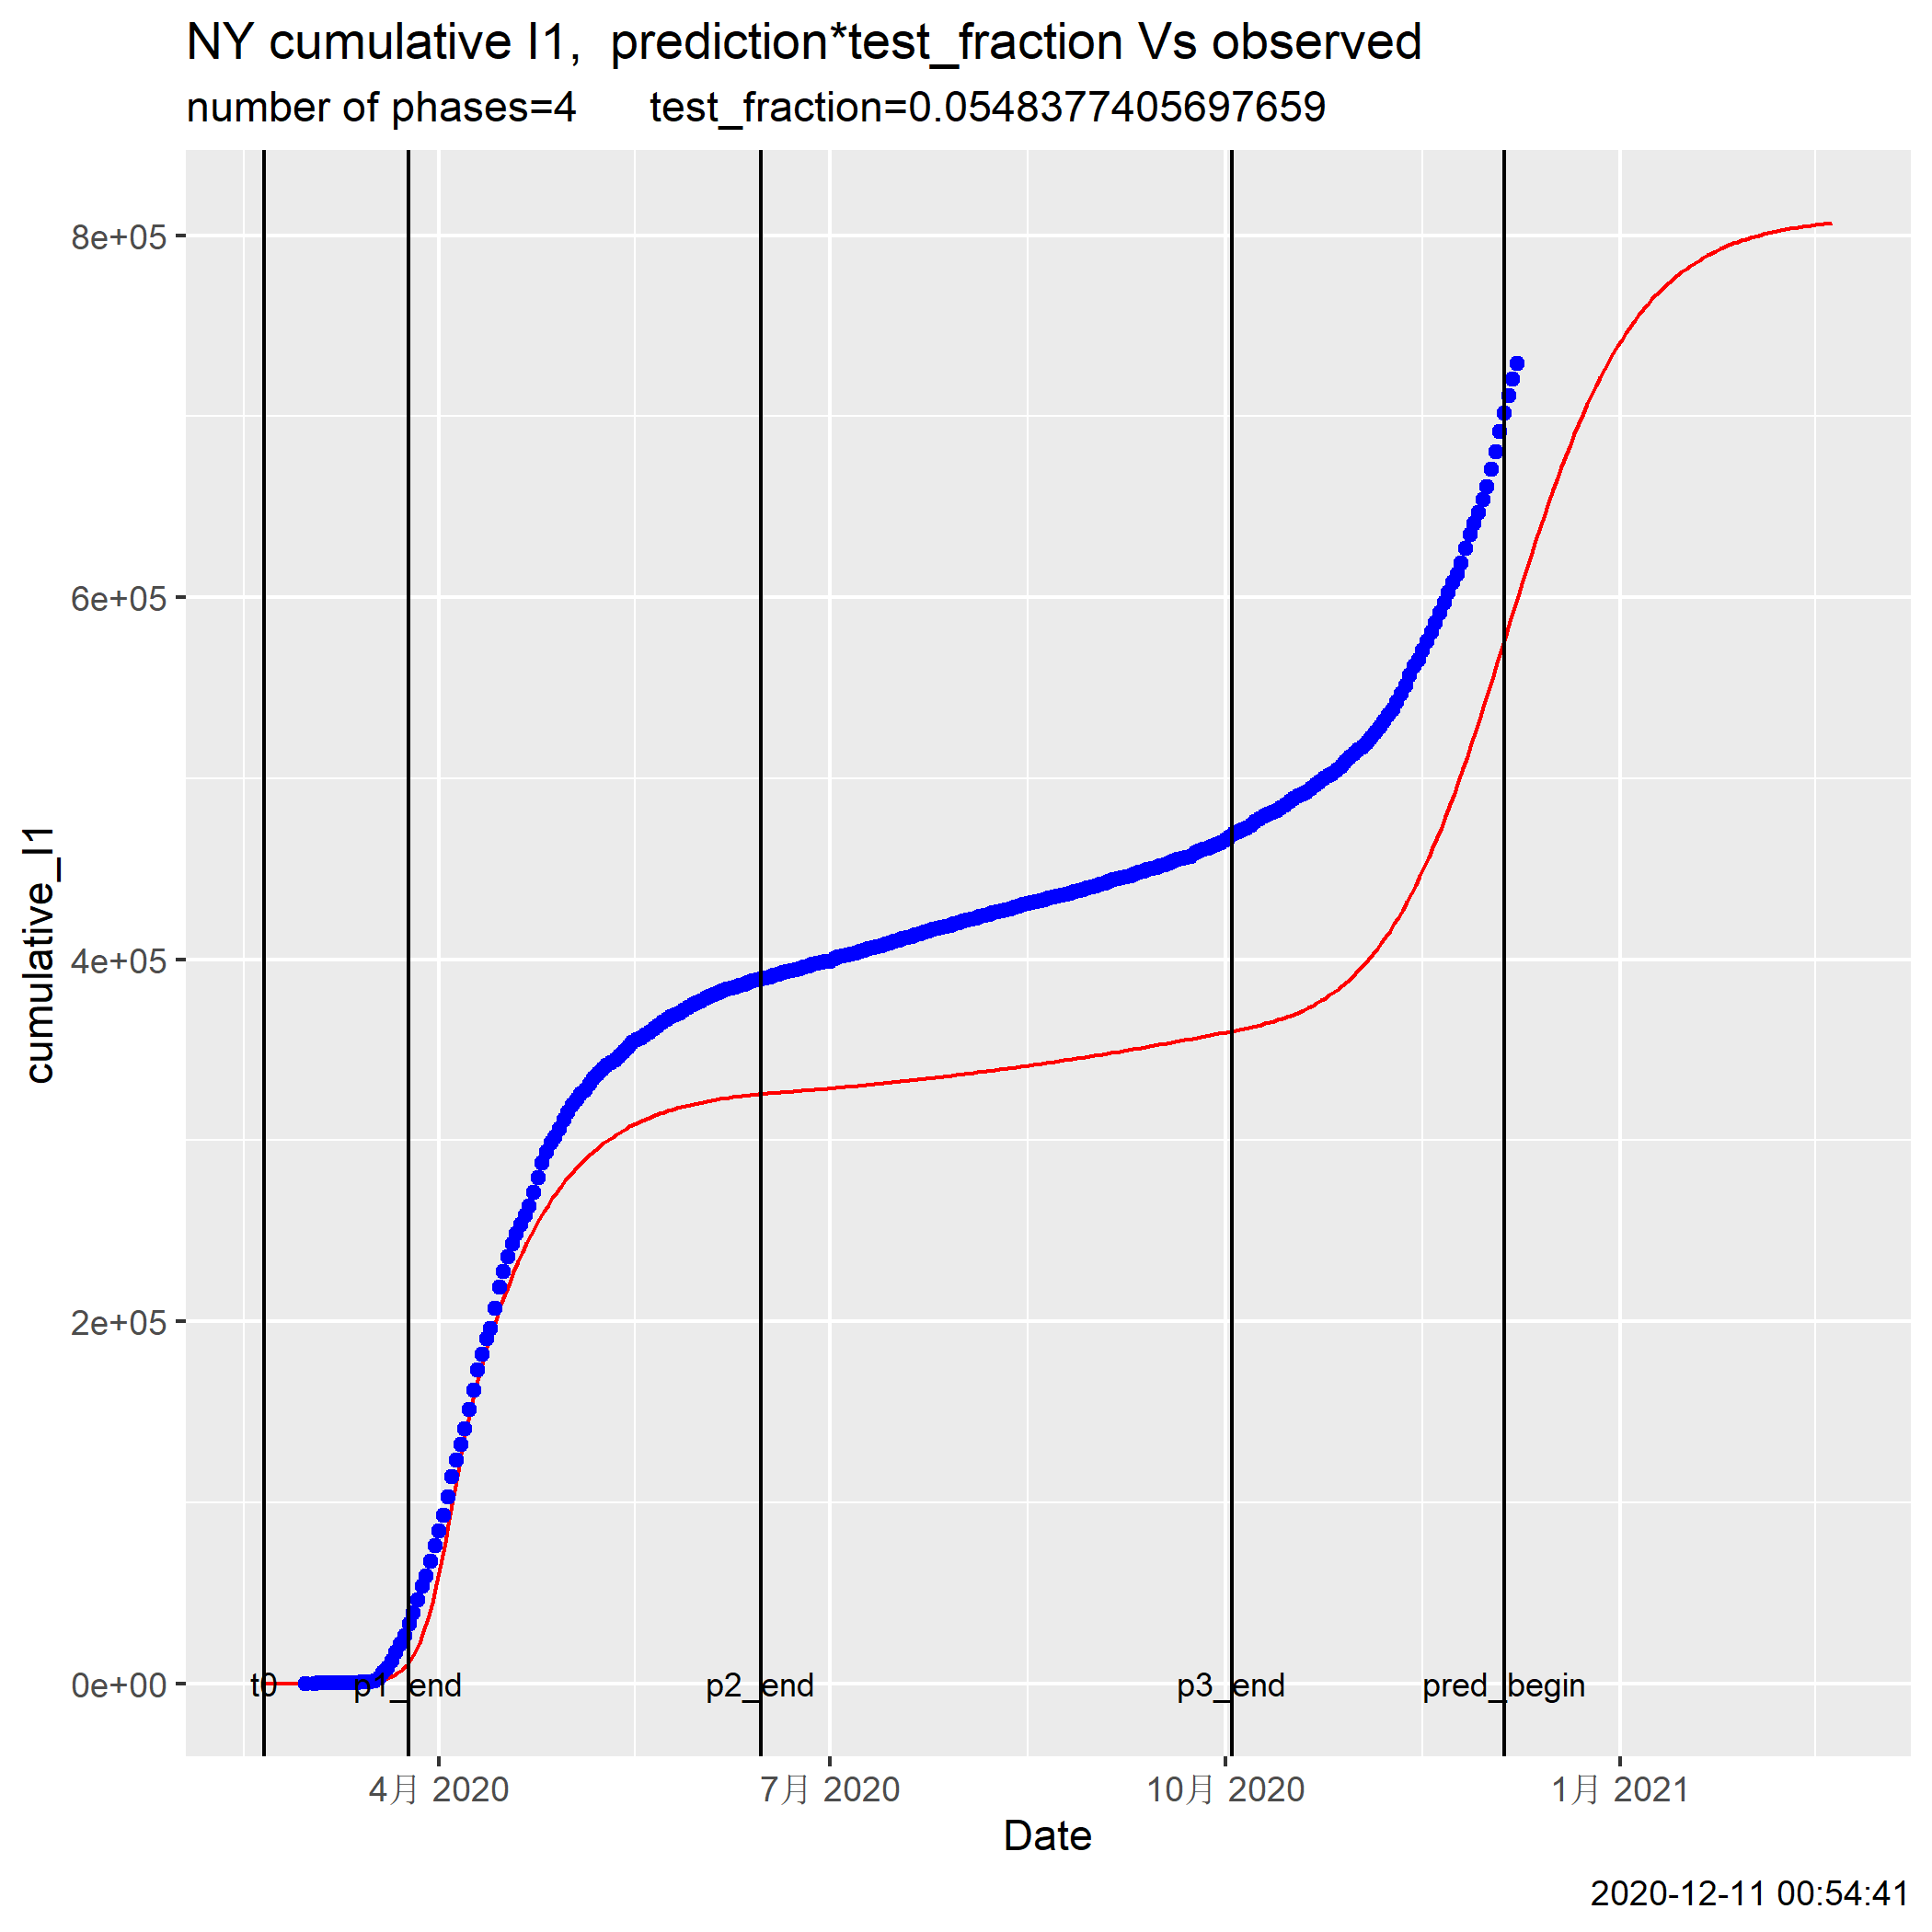 NY cumulative I1,  prediction*test_fraction Vs observed
number of phases=4      test_fraction=0.0548377405697659
8e+05
6e+05
4e+05
2e+05
0e+00
cumulative_I1
t0 p1_end p2_end p3_end pred_begin
4月 2020 7月 2020 10月 2020 1月 2021
Date
2020-12-11 00:54:41